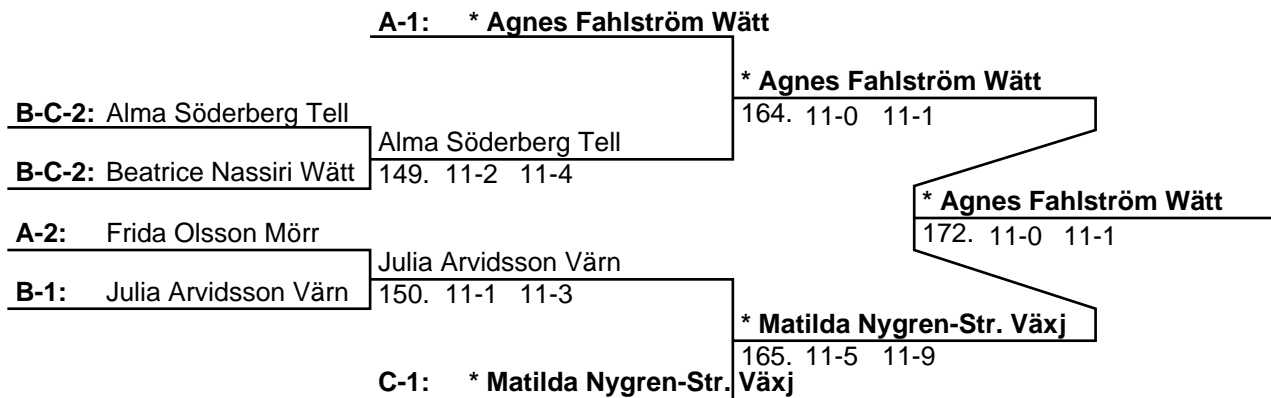 A-1: * Agnes Fahlström Wätt
* Agnes Fahlström Wätt
164. 11-0 11-1
B-C-2: Alma Söderberg Tell
Alma Söderberg Tell
149. 11-2 11-4
B-C-2: Beatrice Nassiri Wätt
* Agnes Fahlström Wätt
172. 11-0 11-1
A-2: Frida Olsson Mörr
Julia Arvidsson Värn
150. 11-1 11-3
B-1: Julia Arvidsson Värn
* Matilda Nygren-Str. Växj
165. 11-5 11-9
C-1: * Matilda Nygren-Str. Växj